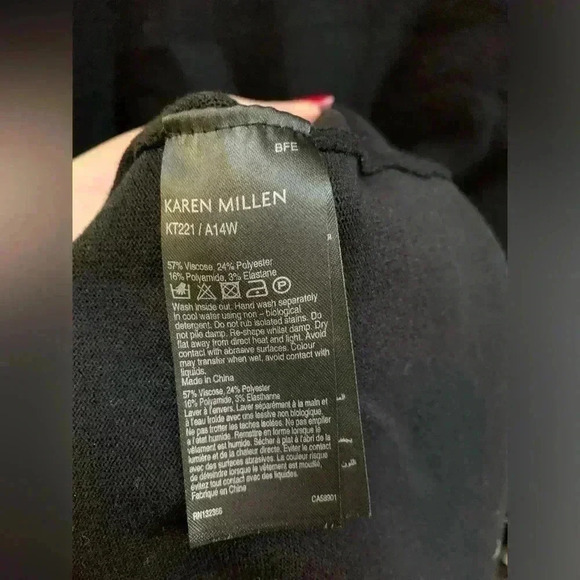 BFE
KAREN MILLEN
KT221 / A14W
57% Viscose, 24% Polyester
16% Polyamide, 3% Elastane
P
Wash inside out. Hand wash separately
in cool water using non – biological
detergent. Do not rub isolated stains. Do
not pile damp. Re-shape whilst damp. Dry
flat away from direct heat and light. Avoid
contact with abrasive surfaces. Colour
may transfer when wet, avoid contact with
liquids.
Made in China
57% Viscose, 24% Polyester
16% Polyamide, 3% Elasthanne
Laver à l'envers. Laver séparément à la main et
à l'eau froide avec une lessive non biologique
Ne pas frotter les taches isolées. Ne pas empiler
à l'état humide. Remettre en forme lorsque le
vêtement est humide. Sécher à plat à l'abri de la
lumière et de la chaleur directe. Eviter le contact
avec des surfaces abrasives. La couleur risque
de déteindre lorsque le vêtement est mouillé,
évitez tout contact avec des liquides.
Fabriqué en Chine
RN132366